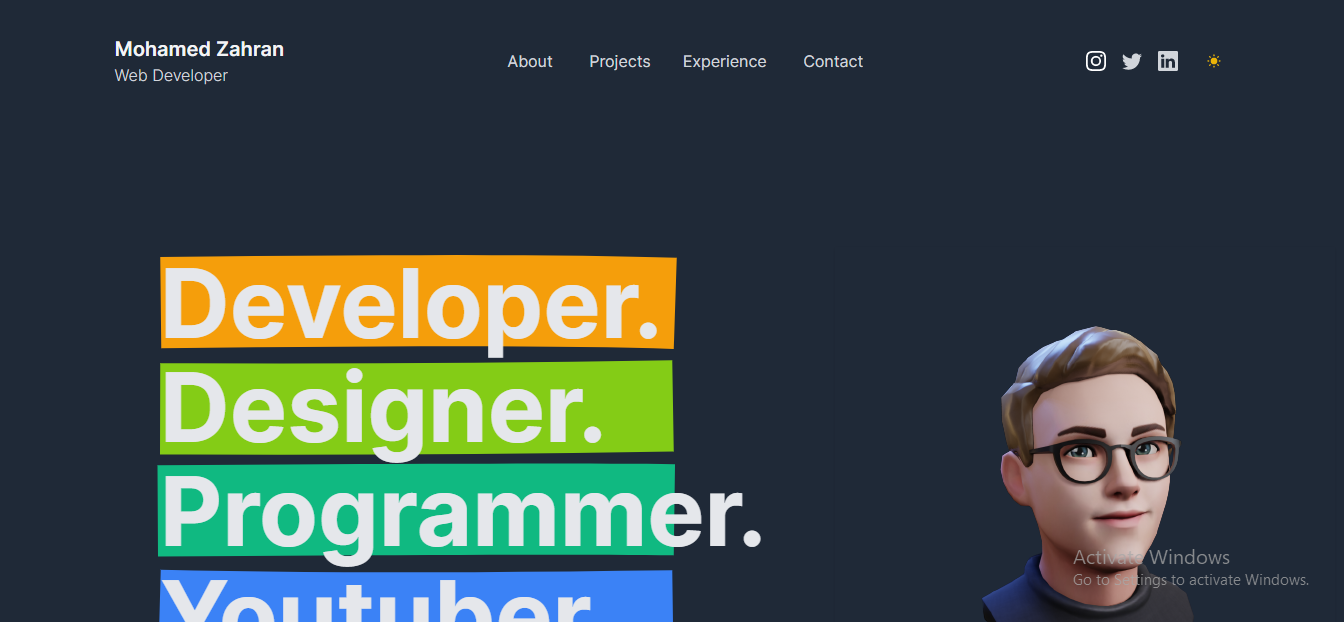 Mohamed Zahran
Web Developer
About Projects Experience Contact
Developer.
Designer.
Programmer.
Youtuber.
Activate Windows
Go to Settings to activate Windows.